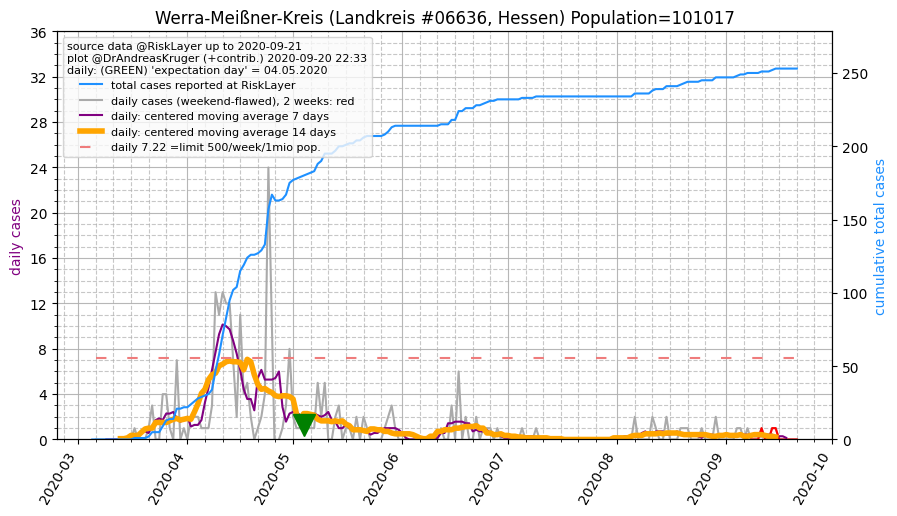 Werra-Meißner-Kreis (Landkreis #06636, Hessen) Population=101017
source data @RiskLayer up to 2020-09-21
plot @DrAndreasKruger (+contrib.) 2020-09-20 22:33
daily: (GREEN) 'expectation day' = 04.05.2020
total cases reported at RiskLayer
daily cases (weekend-flawed), 2 weeks: red
daily: centered moving average 7 days
daily: centered moving average 14 days
daily 7.22 =limit 500/week/1mio pop.
daily cases
36
32
28
24
20
16
12
8
4
0
250
200
150
100
50
0
cumulative total cases
2020-03
2020-04
2020-05
2020-06
2020-07
2020-08
2020-09
2020-10